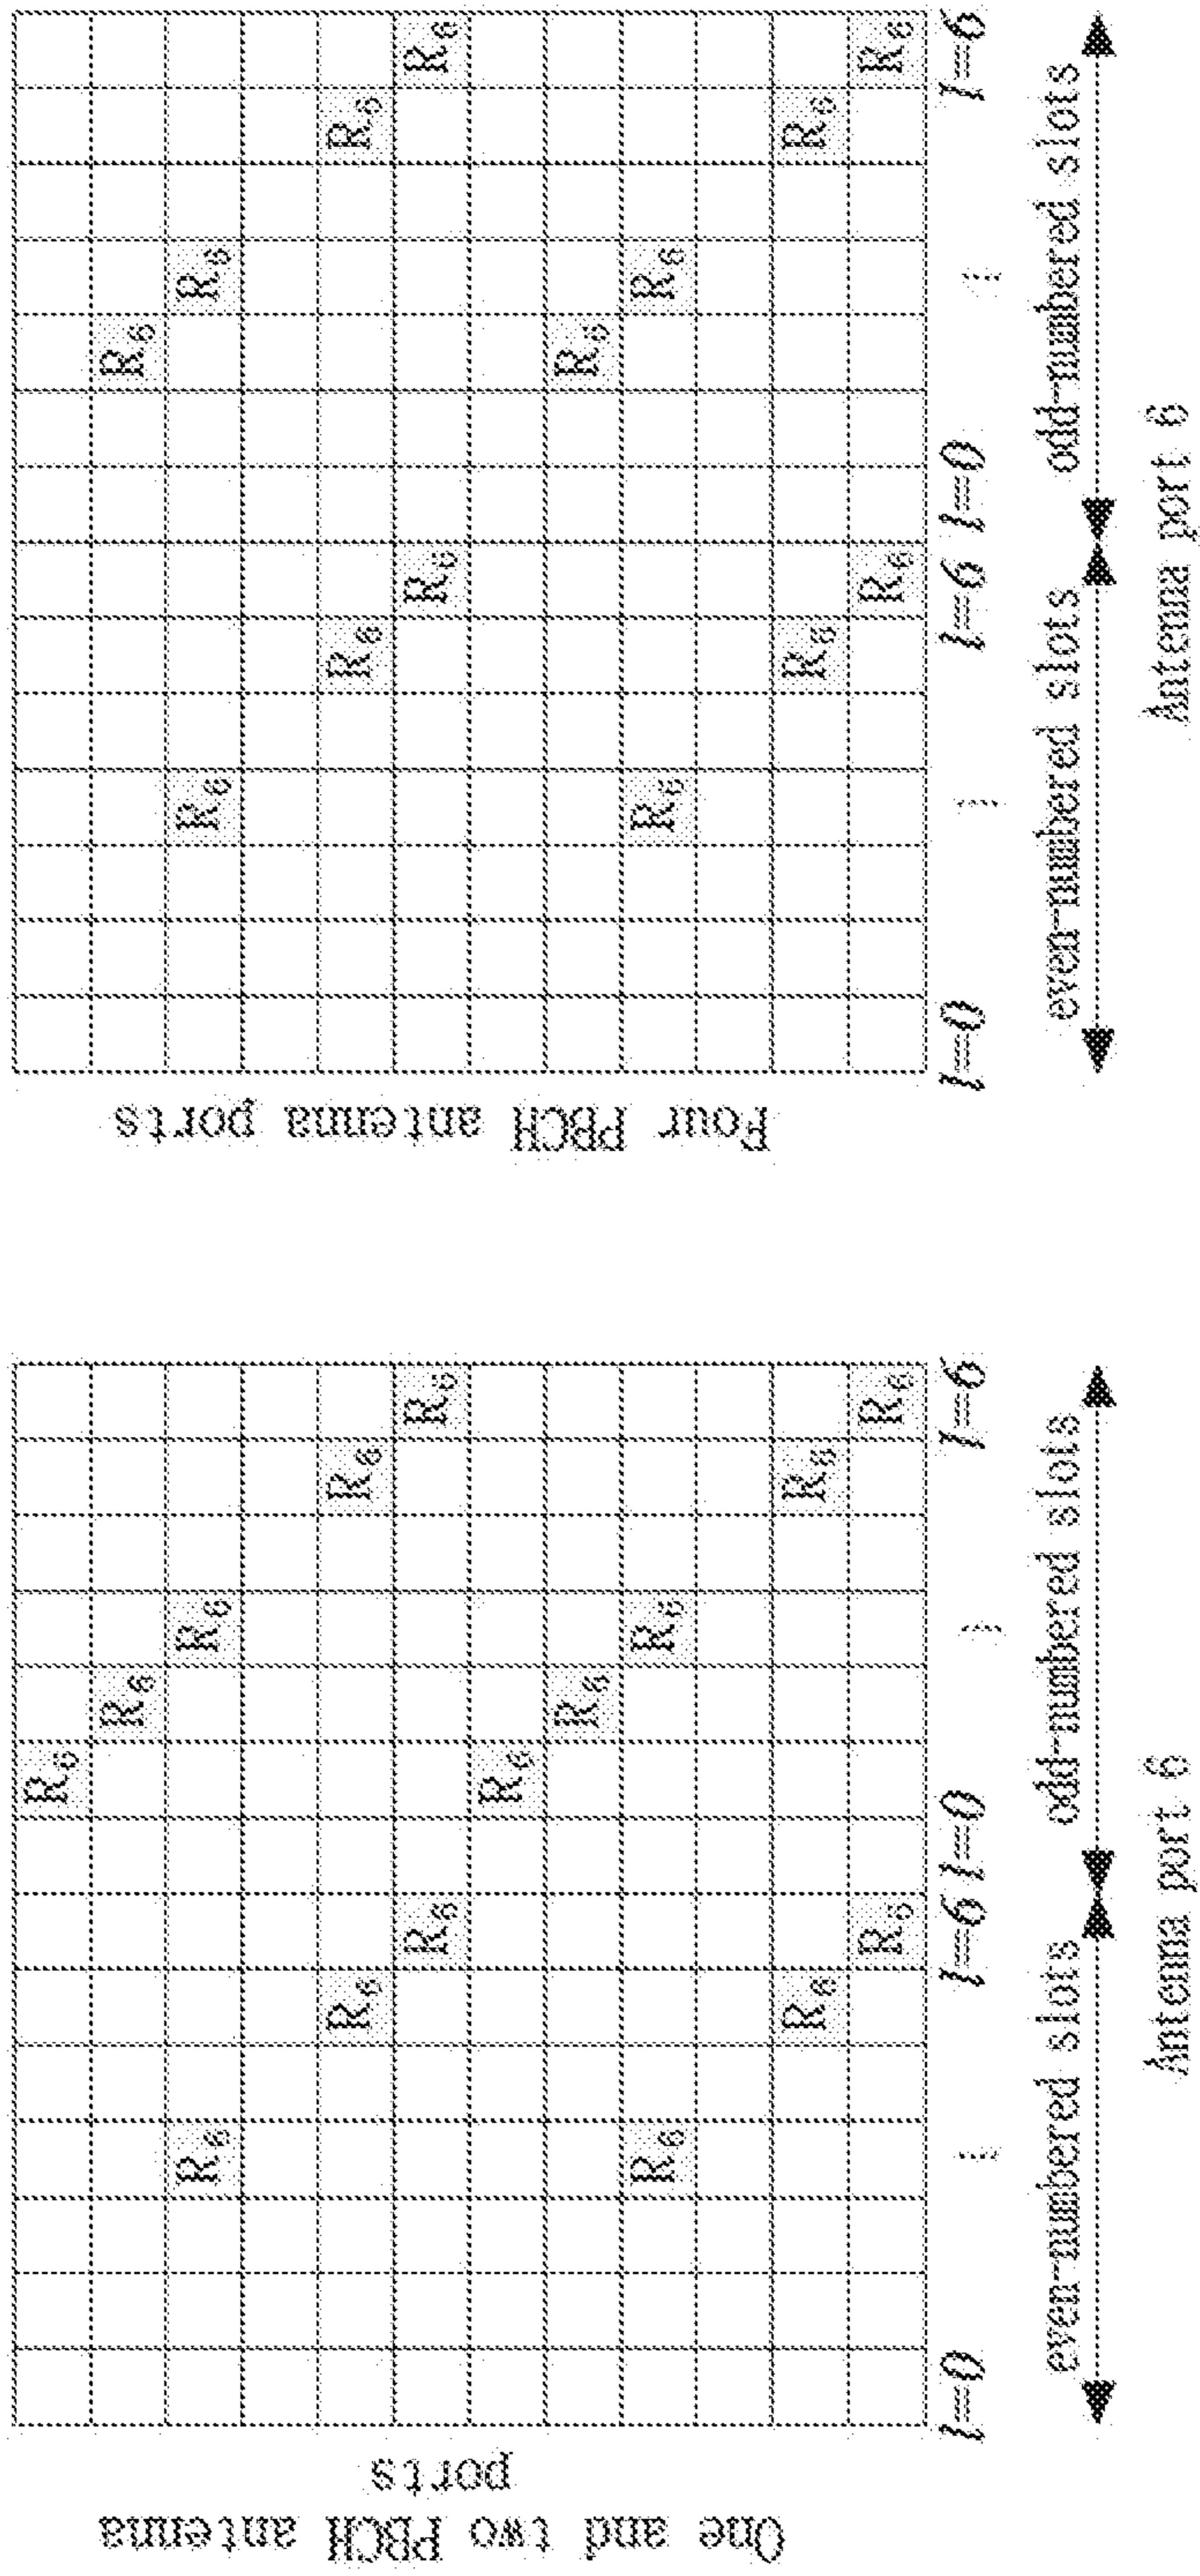 One and two PBCH antenna
ports
R₆
R₆
R₆ R₆
R₆ R₆
R₆ R₆
R₆
R₆
R₆ R₆
R₆ R₆
R₆ R₆
l=0 l=6 l=0 l=6
even-numbered slots odd-numbered slots
Antenna port 6
Four PBCH antenna ports
R₆
R₆ R₆
R₆ R₆
R₆ R₆
R₆
R₆ R₆
R₆ R₆
R₆ R₆
l=0 l=6 l=0 l=6
even-numbered slots odd-numbered slots
Antenna port 6